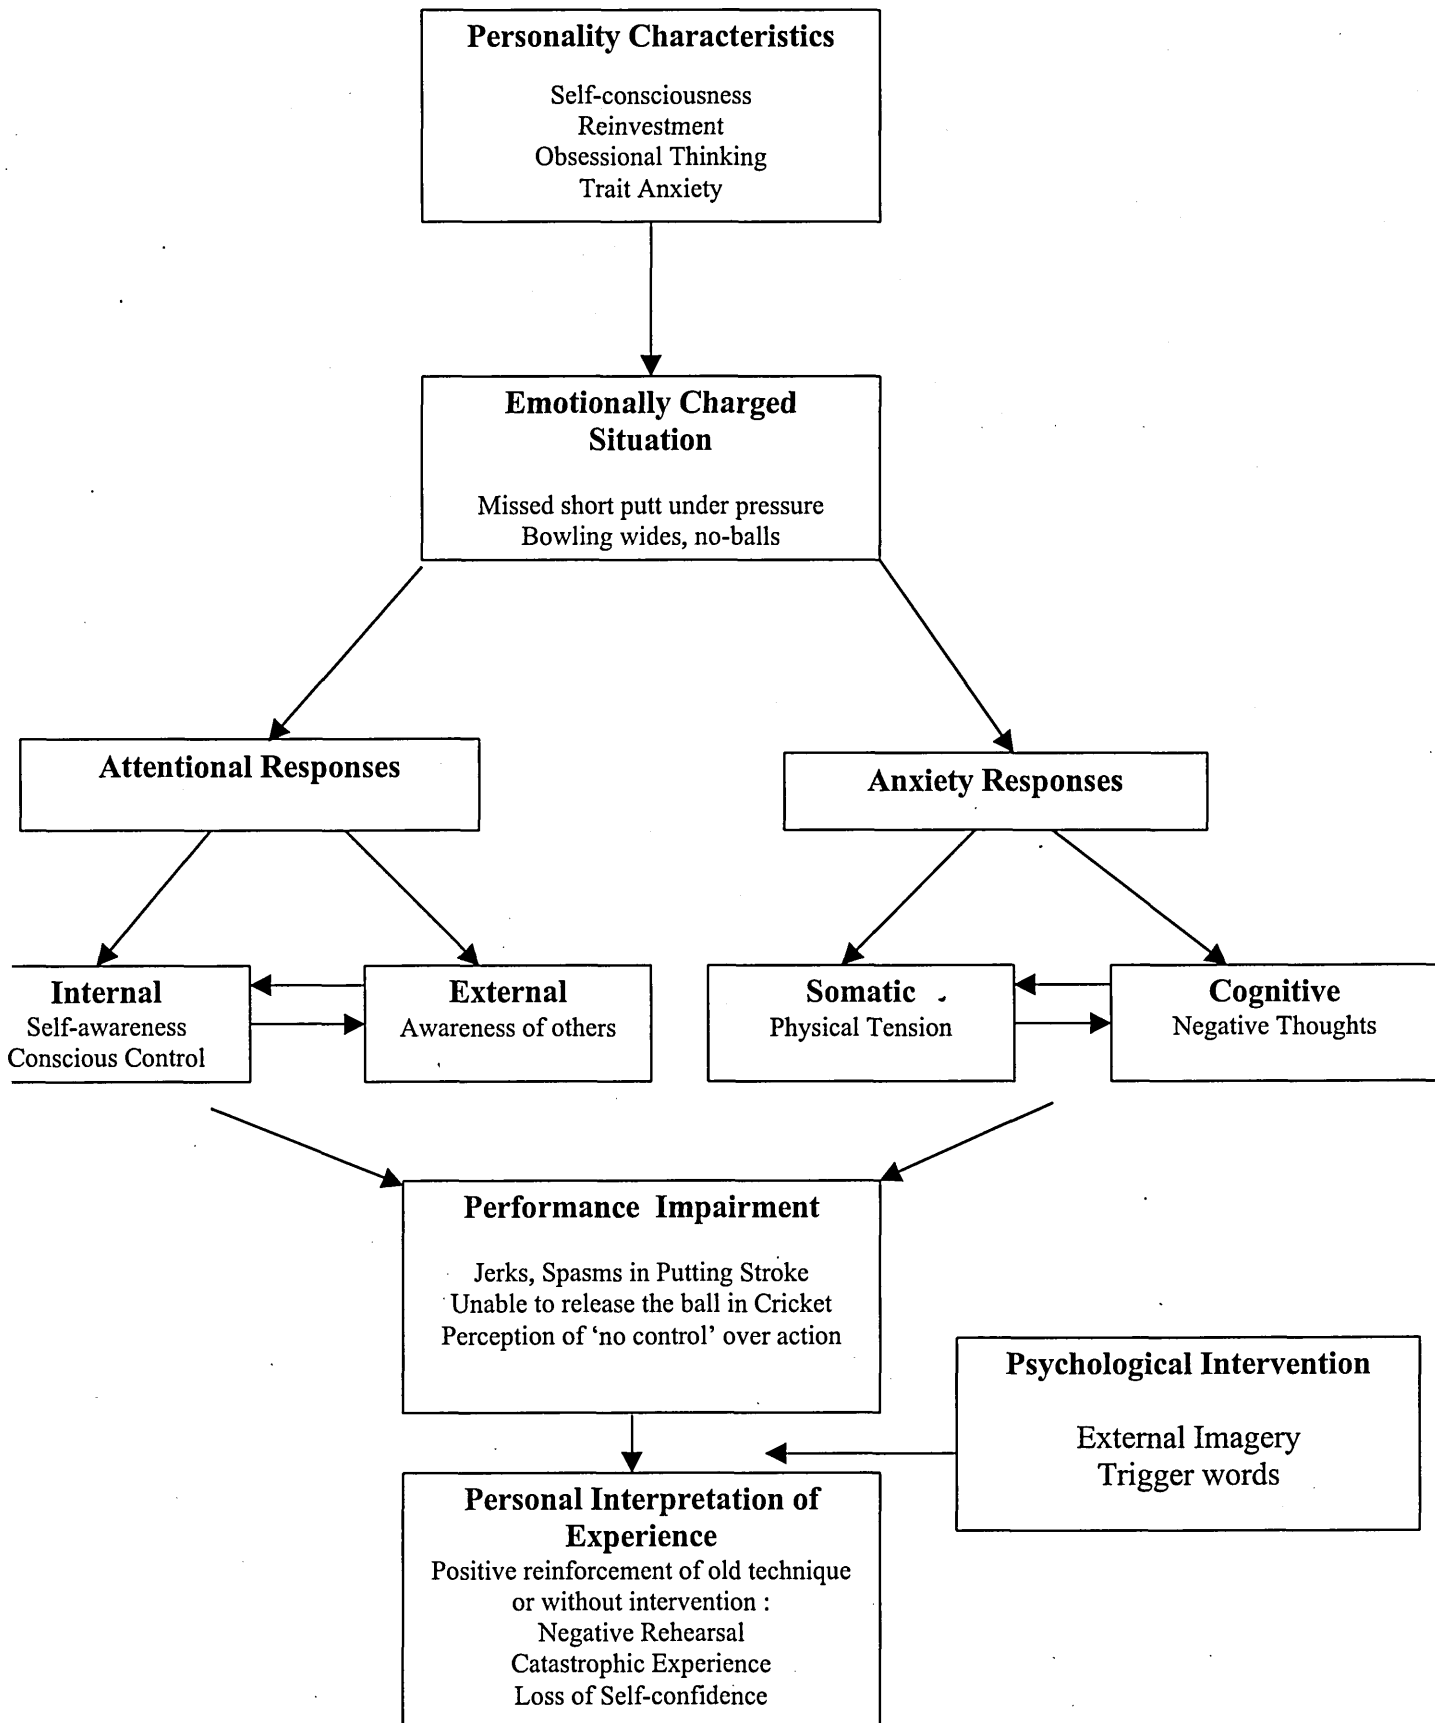 Personality Characteristics
Self-consciousness
Reinvestment
Obsessional Thinking
Trait Anxiety
Emotionally Charged
Situation
Missed short putt under pressure
Bowling wides, no-balls
Attentional Responses
Anxiety Responses
Internal
Self-awareness
Conscious Control
External
Awareness of others
Somatic
Physical Tension
Cognitive
Negative Thoughts
Performance Impairment
Jerks, Spasms in Putting Stroke
Unable to release the ball in Cricket
Perception of ‘no control’ over action
Psychological Intervention
External Imagery
Trigger words
Personal Interpretation of
Experience
Positive reinforcement of old technique
or without intervention :
Negative Rehearsal
Catastrophic Experience
Loss of Self-confidence